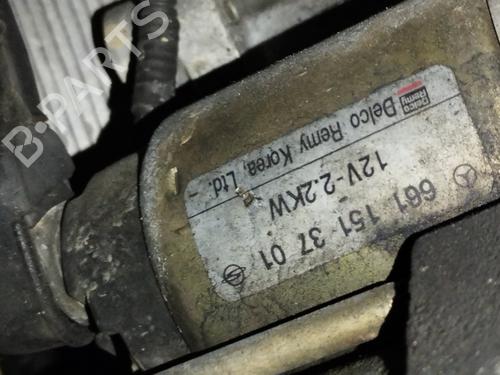 Delco
Remy
Delco Remy Korea, Ltd.
12V-2.2KW
661 151 37 01
B-PARTS